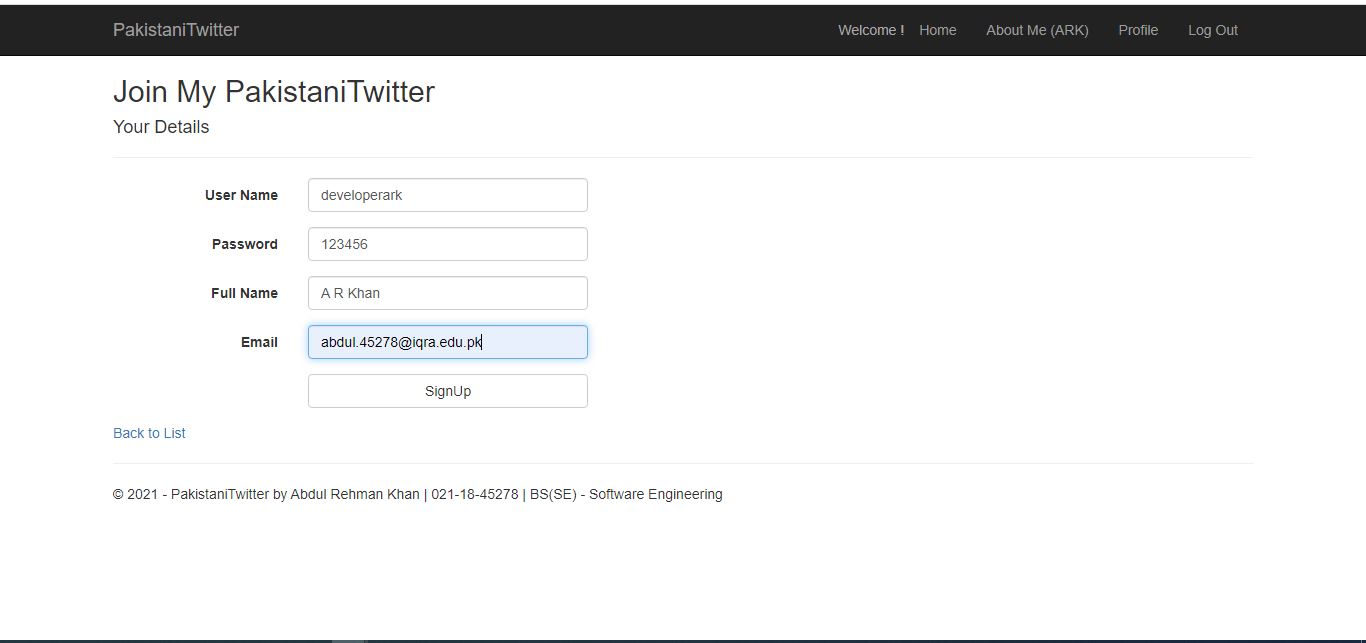 PakistaniTwitter Welcome ! Home About Me (ARK) Profile Log Out
Join My PakistaniTwitter
Your Details
User Name developerark
Password 123456
Full Name A R Khan
Email abdul.45278@iqra.edu.pk
SignUp
Back to List
© 2021 - PakistaniTwitter by Abdul Rehman Khan | 021-18-45278 | BS(SE) - Software Engineering